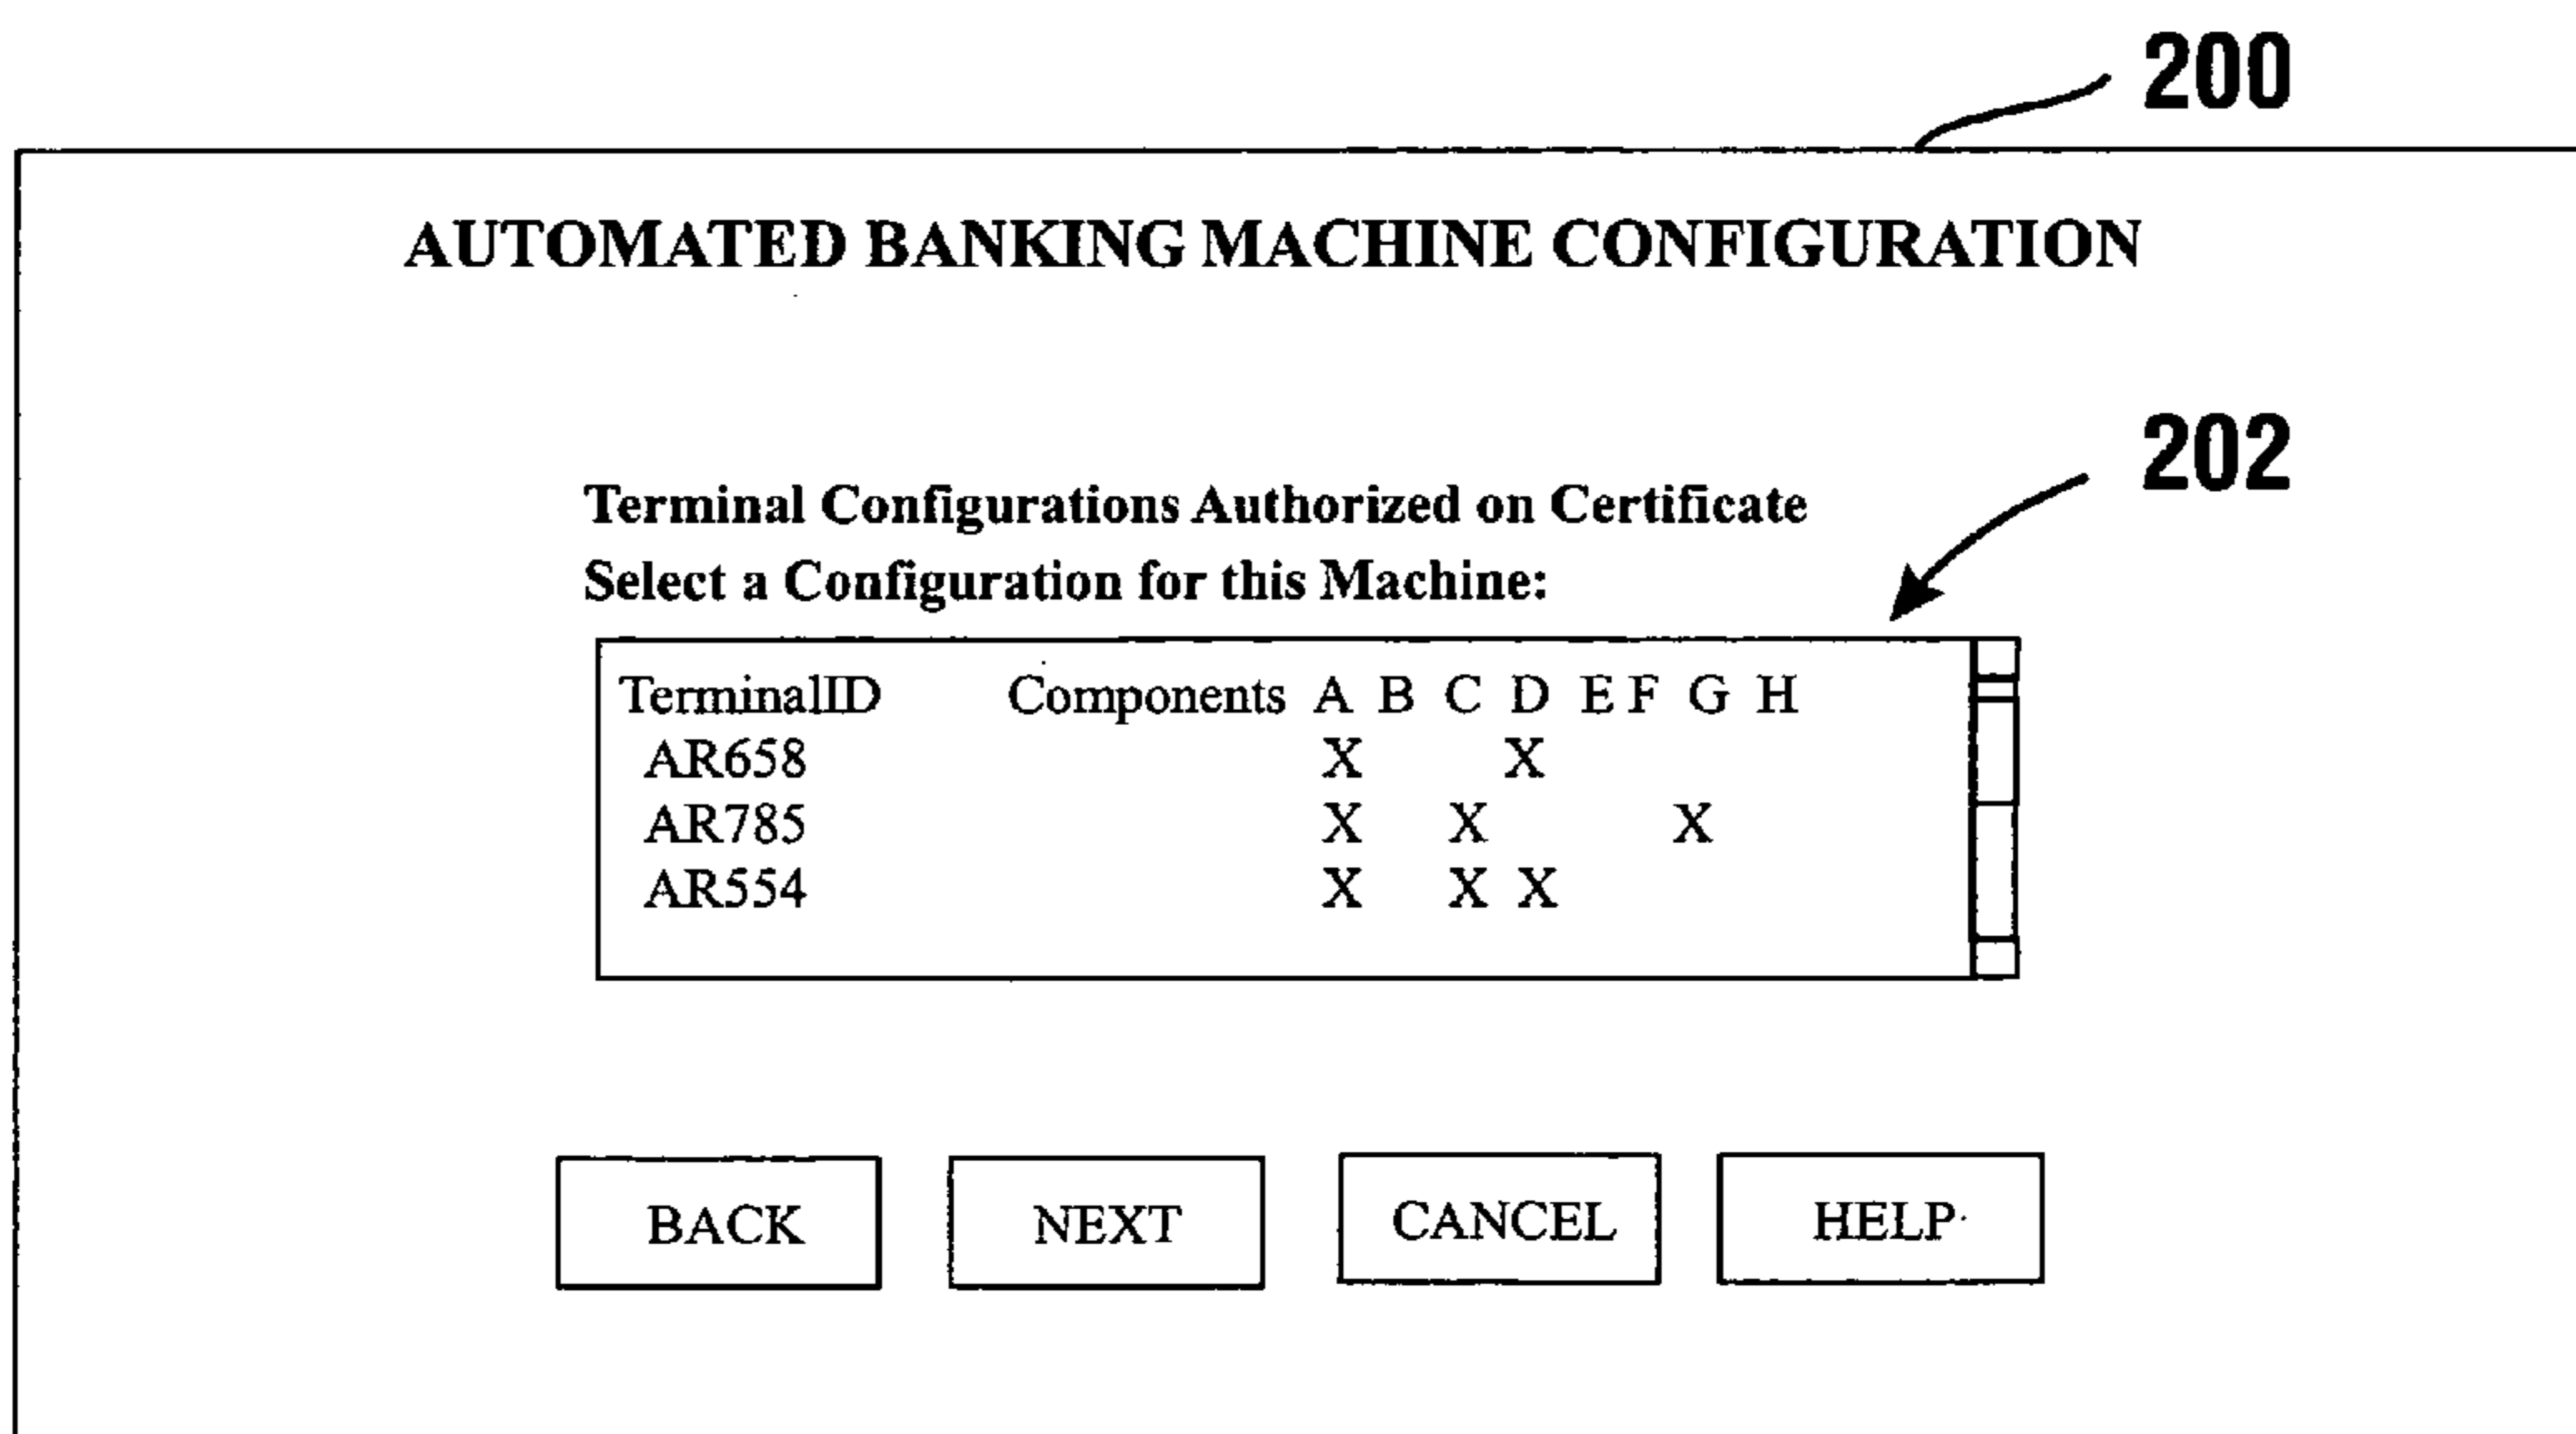 200
AUTOMATED BANKING MACHINE CONFIGURATION
202
Terminal Configurations Authorized on Certificate
Select a Configuration for this Machine:
TerminalID Components A B C D E F G H
AR658 X X
AR785 X X X
AR554 X X X
BACK NEXT CANCEL HELP